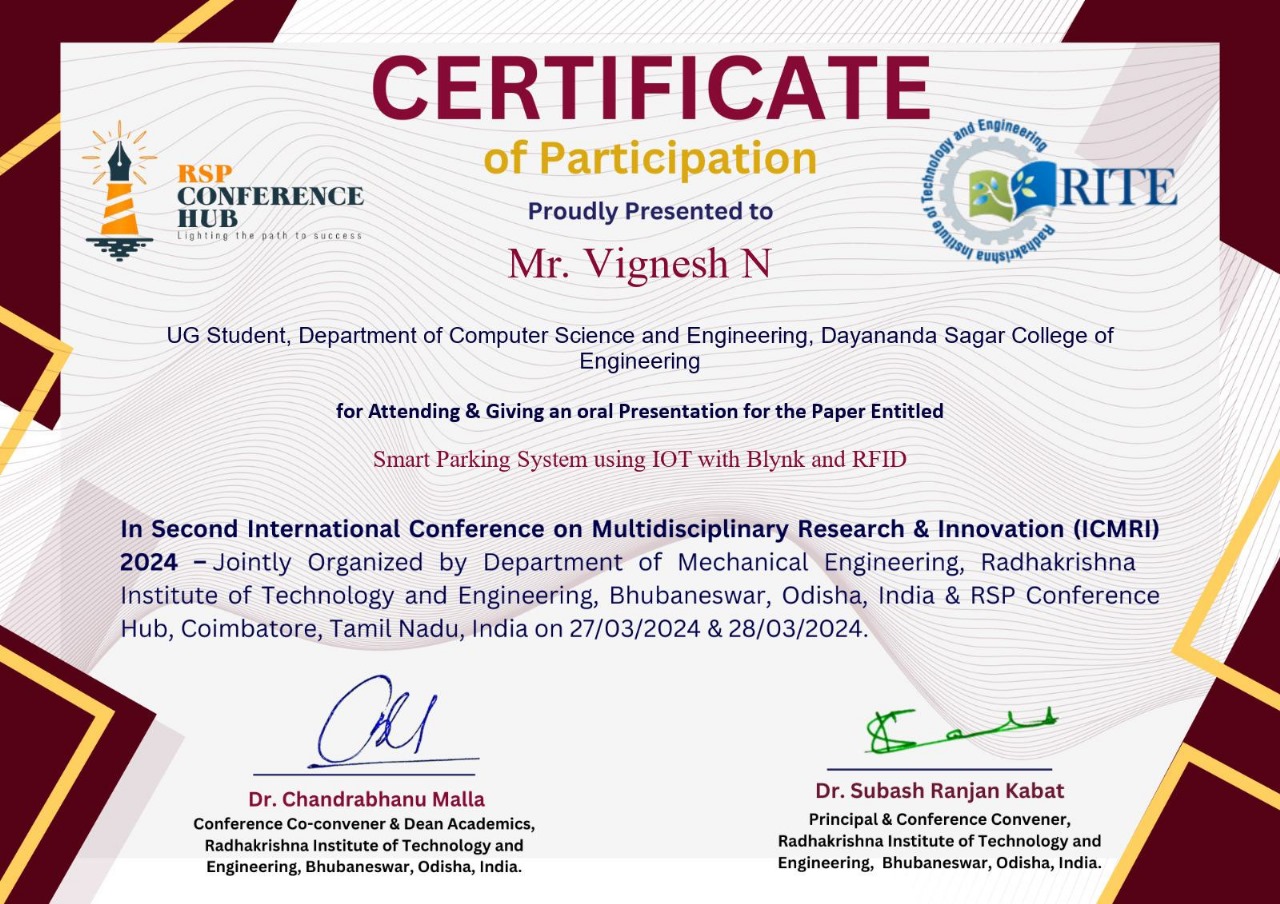 CERTIFICATE
of Participation
Proudly Presented to
Mr. Vignesh N
RSP
CONFERENCE
HUB
Lighting the path to success
Radhakrishna Institute of Technology and Engineering
RITE
UG Student, Department of Computer Science and Engineering, Dayananda Sagar College of
Engineering
for Attending & Giving an oral Presentation for the Paper Entitled
Smart Parking System using IOT with Blynk and RFID
In Second International Conference on Multidisciplinary Research & Innovation (ICMRI)
2024 – Jointly Organized by Department of Mechanical Engineering, Radhakrishna
Institute of Technology and Engineering, Bhubaneswar, Odisha, India & RSP Conference
Hub, Coimbatore, Tamil Nadu, India on 27/03/2024 & 28/03/2024.
Dr. Chandrabhanu Malla
Conference Co-convener & Dean Academics,
Radhakrishna Institute of Technology and
Engineering, Bhubaneswar, Odisha, India.
Dr. Subash Ranjan Kabat
Principal & Conference Convener,
Radhakrishna Institute of Technology and
Engineering, Bhubaneswar, Odisha, India.